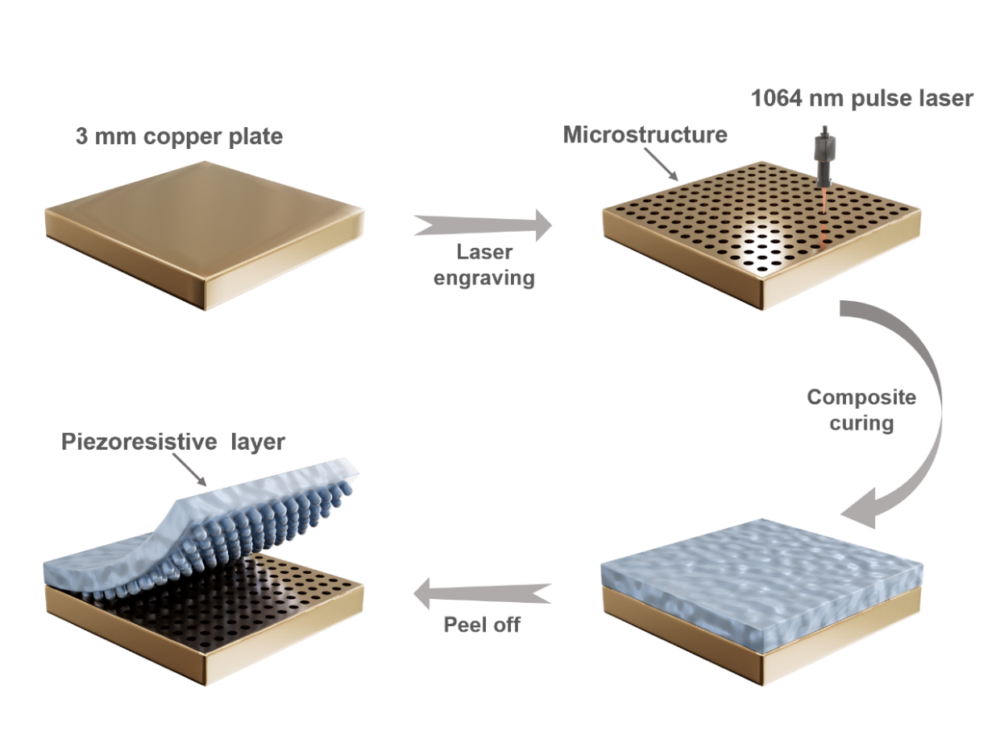 3 mm copper plate
1064 nm pulse laser
Microstructure
Laser
engraving
Composite
curing
Piezoresistive layer
Peel off